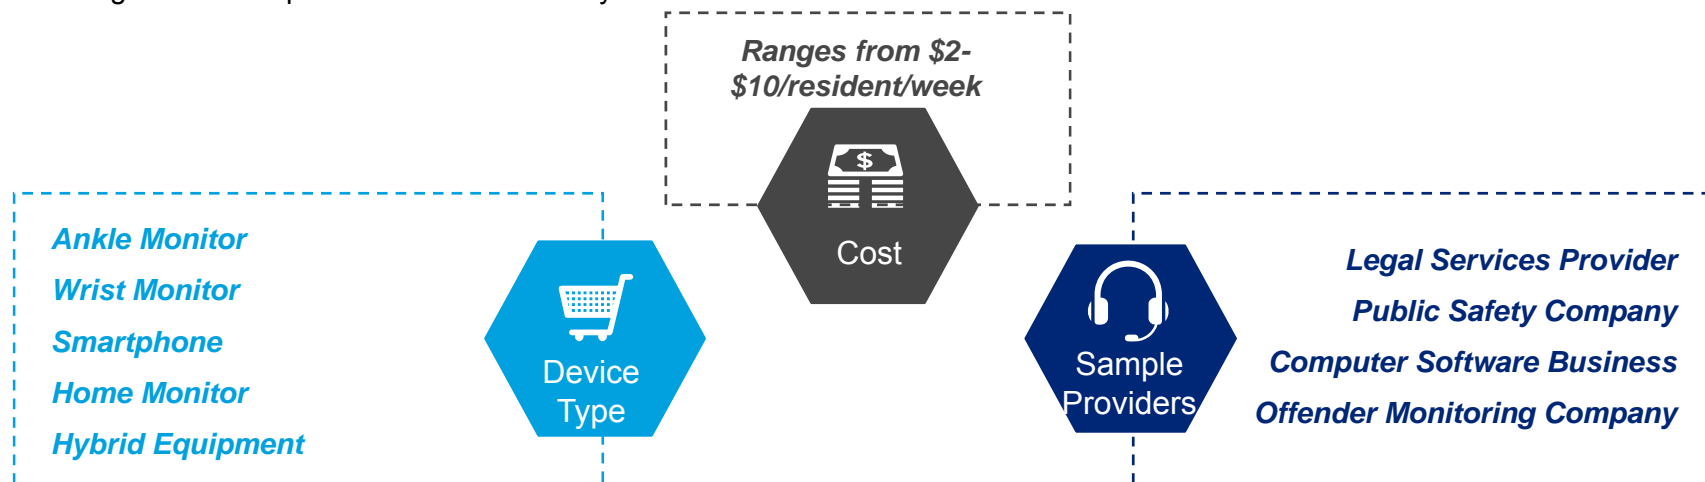 Ranges from $2-
$10/resident/week
$
Cost
Ankle Monitor
Wrist Monitor
Smartphone
Home Monitor
Hybrid Equipment
Device
Type
Sample
Providers
Legal Services Provider
Public Safety Company
Computer Software Business
Offender Monitoring Company